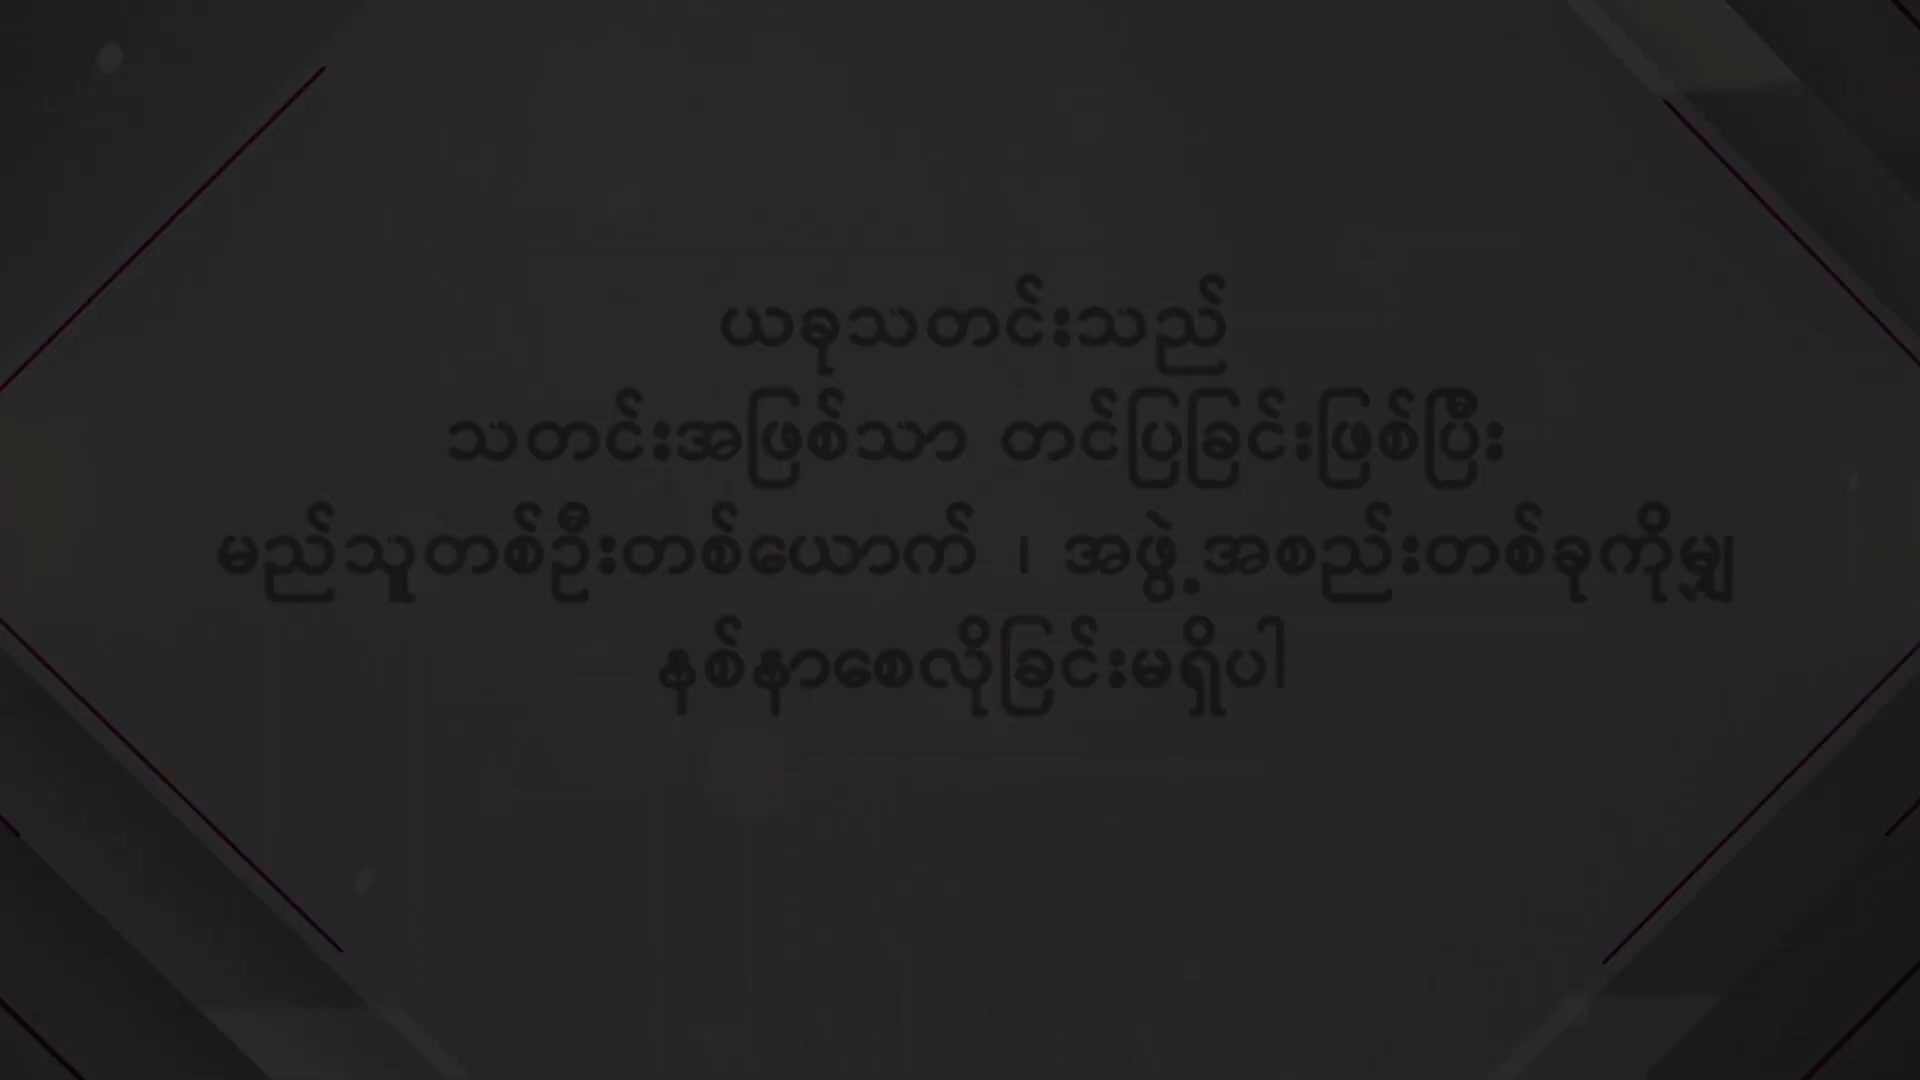 ယခုသတင်းသည်
သတင်းအဖြစ်သာ တင်ပြခြင်းဖြစ်ပြီး
မည်သူတစ်ဦးတစ်ယောက် ၊ အဖွဲ့အစည်းတစ်ခုကိုမျှ
နစ်နာစေလိုခြင်းမရှိပါ